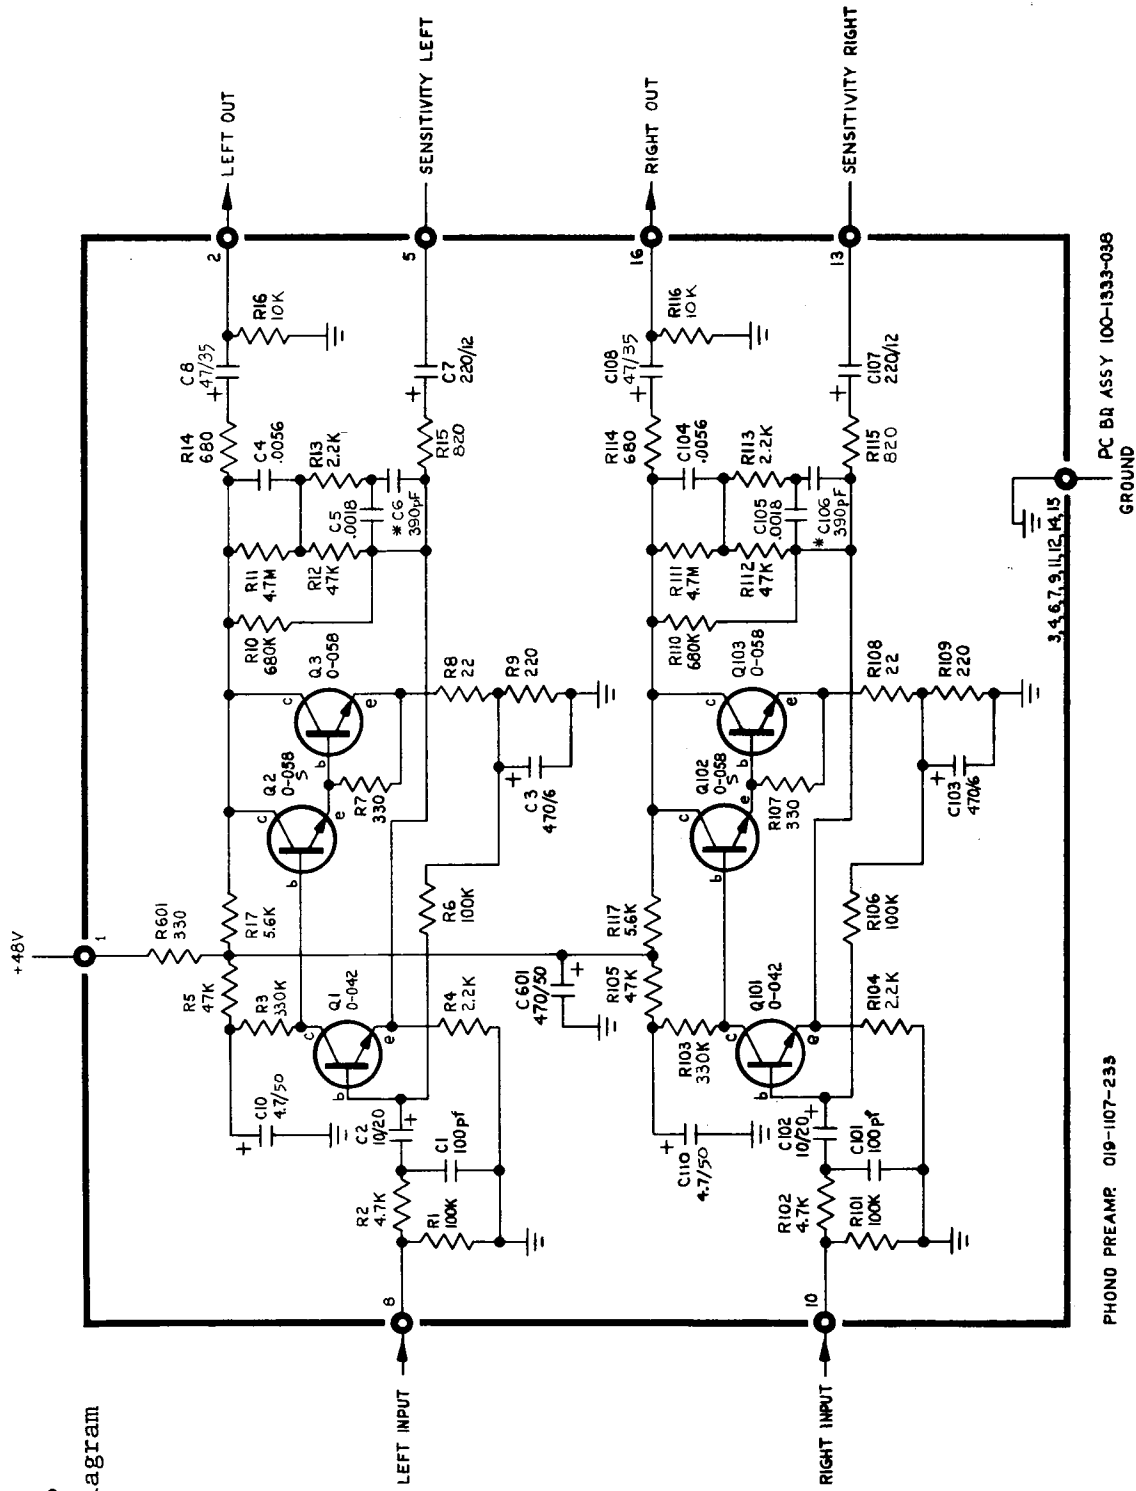 agram
+48V
1
R601
330
R5
47K
R17
5.6K
R3
330K
C10
4.7/50
Q1
0-042
c
b
e
C2
10/20
R2
4.7K
C1
100pf
R1
100K
R4
2.2K
R6
100K
LEFT INPUT
8
Q2
0-058
S
c
b
e
R7
330
Q3
0-058
c
b
e
R8
22
R9
220
C3
470/6
R10
680K
R11
4.7M
R12
47K
C4
.0056
R13
2.2K
C5
.0018
*C6
390pF
R14
680
C8
47/35
R16
10K
2
LEFT OUT
R15
820
C7
220/12
5
SENSITIVITY LEFT
C601
470/50
R105
47K
R117
5.6K
R103
330K
C110
4.7/50
Q101
0-042
c
b
e
C102
10/20
R102
4.7K
C101
100pf
R101
100K
R104
2.2K
R106
100K
RIGHT INPUT
10
Q102
0-058
S
c
b
e
R107
330
Q103
0-058
c
b
e
R108
22
R109
220
C103
470/6
R110
680K
R111
4.7M
R112
47K
C104
.0056
R113
2.2K
C105
.0018
*C106
390pF
R114
680
C108
47/35
R116
10K
16
RIGHT OUT
R115
820
C107
220/12
13
SENSITIVITY RIGHT
3,4,6,7,9,11,12,14,15
GROUND
PHONO PREAMP. 019-1107-233
PC BD ASSY 100-1333-038